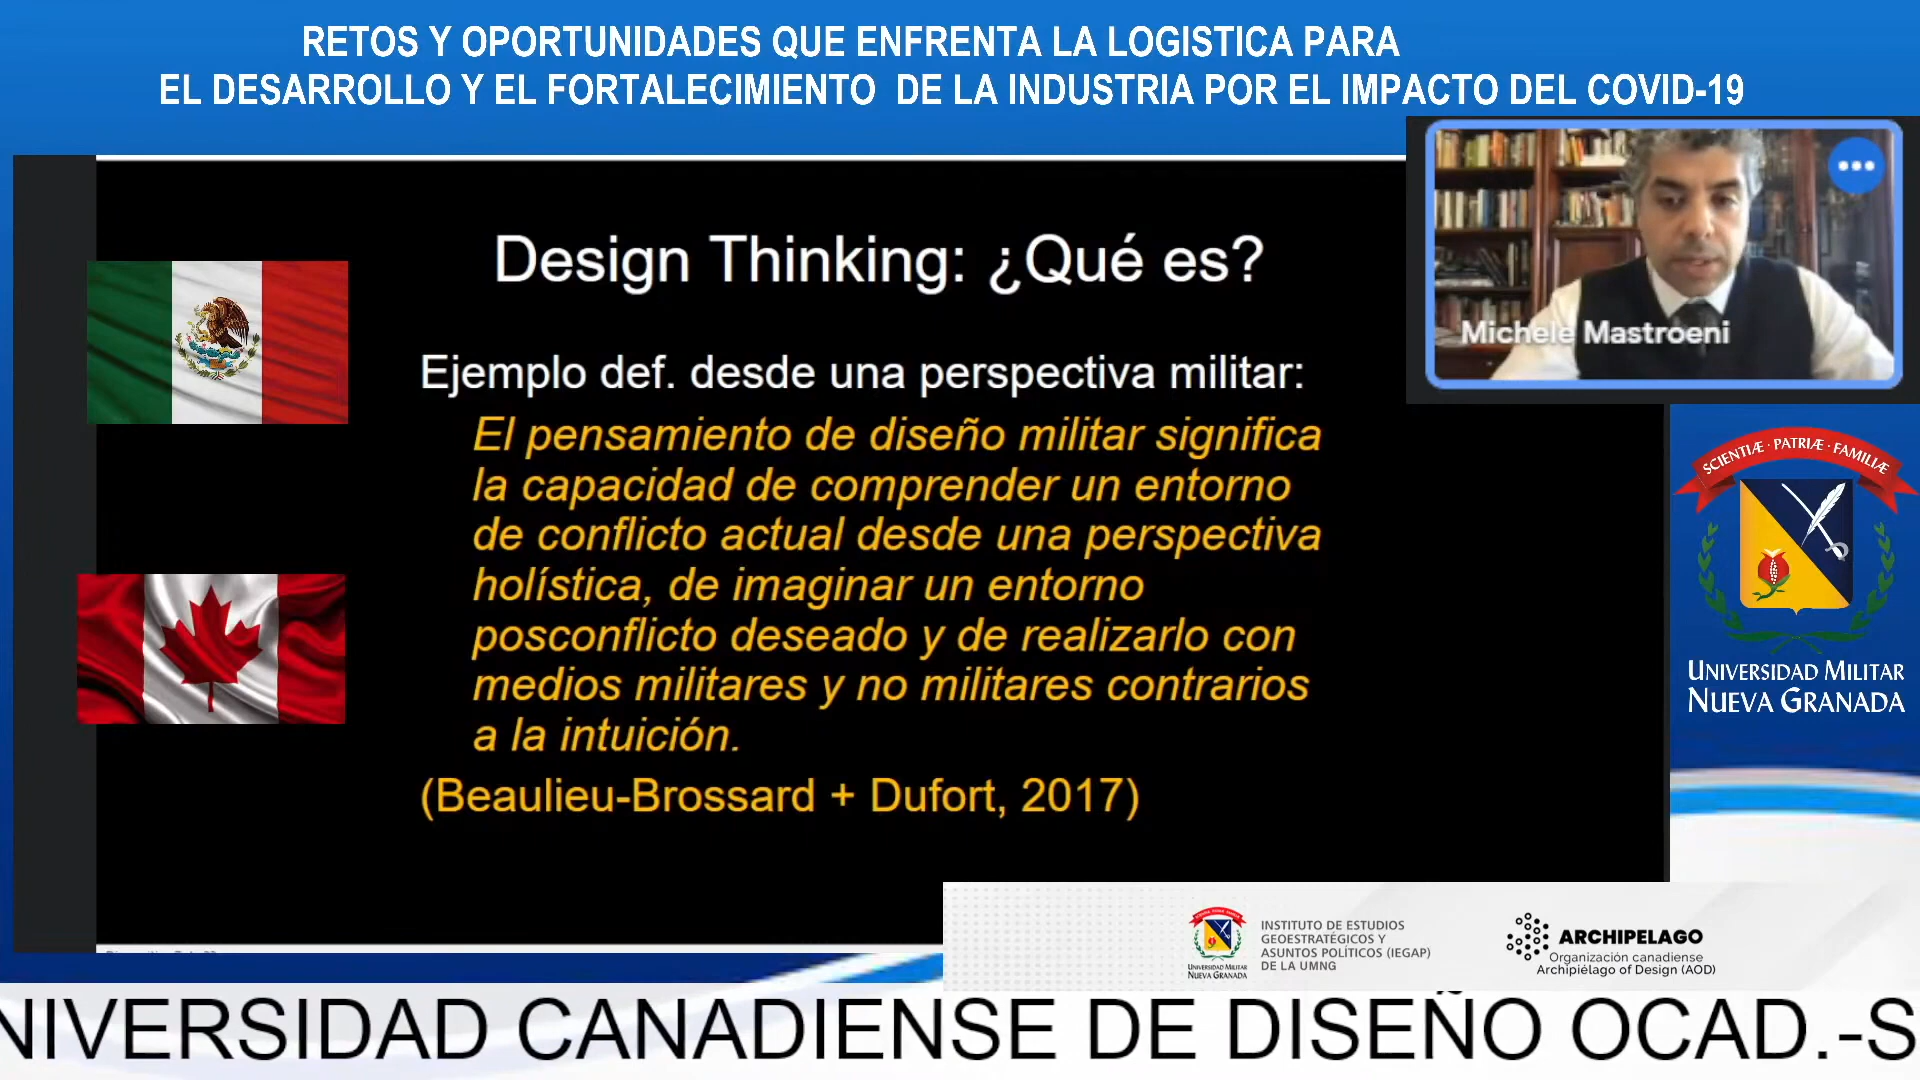 RETOS Y OPORTUNIDADES QUE ENFRENTA LA LOGISTICA PARA
EL DESARROLLO Y EL FORTALECIMIENTO DE LA INDUSTRIA POR EL IMPACTO DEL COVID-19
Michele Mastroeni
Design Thinking: ¿Qué es?
Ejemplo def. desde una perspectiva militar:
El pensamiento de diseño militar significa
la capacidad de comprender un entorno
de conflicto actual desde una perspectiva
holística, de imaginar un entorno
posconflicto deseado y de realizarlo con
medios militares y no militares contrarios
a la intuición.
(Beaulieu-Brossard + Dufort, 2017)
SCIENTIÆ · PATRIÆ · FAMILIÆ
UNIVERSIDAD MILITAR
NUEVA GRANADA
UNIVERSIDAD MILITAR
NUEVA GRANADA
INSTITUTO DE ESTUDIOS
GEOESTRATÉGICOS Y
ASUNTOS POLÍTICOS (IEGAP)
DE LA UMNG
ARCHIPELAGO
Organización canadiense
Archipiélago of Design (AOD)
NIVERSIDAD CANADIENSE DE DISEÑO OCAD.-S